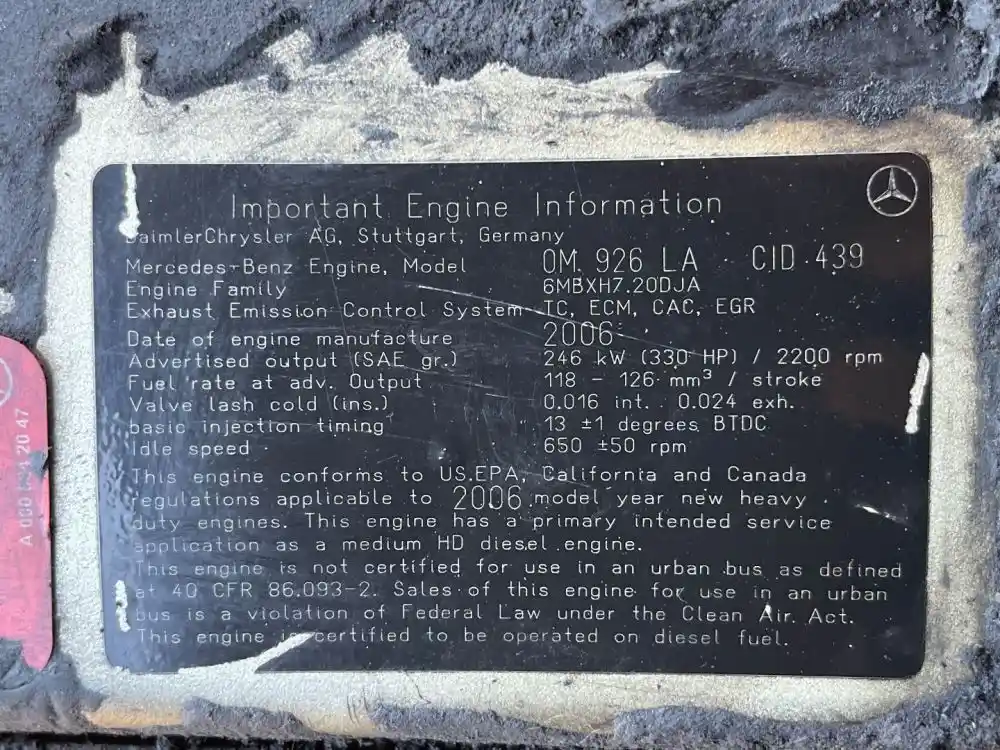 Important Engine Information
DaimlerChrysler AG, Stuttgart, Germany
Mercedes-Benz Engine, Model OM. 926 LA · CID · 439
Engine Family 6MBXH7.20DJA
Exhaust Emission Control System TC, ECM, CAC, EGR
Date of engine manufacture 2006
Advertised output (SAE gr.) 246 kW (330 HP) / 2200 rpm
Fuel rate at adv. Output 118 - 126 mm³ / stroke
Valve lash cold (ins.) 0.016 int. 0.024 exh.
basic injection timing 13 ±1 degrees BTDC
Idle speed 650 ±50 rpm
This engine conforms to US.EPA, California and Canada
regulations applicable to 2006 model year new heavy
duty engines. This engine has a primary intended service
application as a medium HD diesel engine.
This engine is not certified for use in an urban bus as defined
at 40 CFR 86.093-2. Sales of this engine for use in an urban
bus is a violation of Federal Law under the Clean Air Act.
This engine is certified to be operated on diesel fuel.
20 47